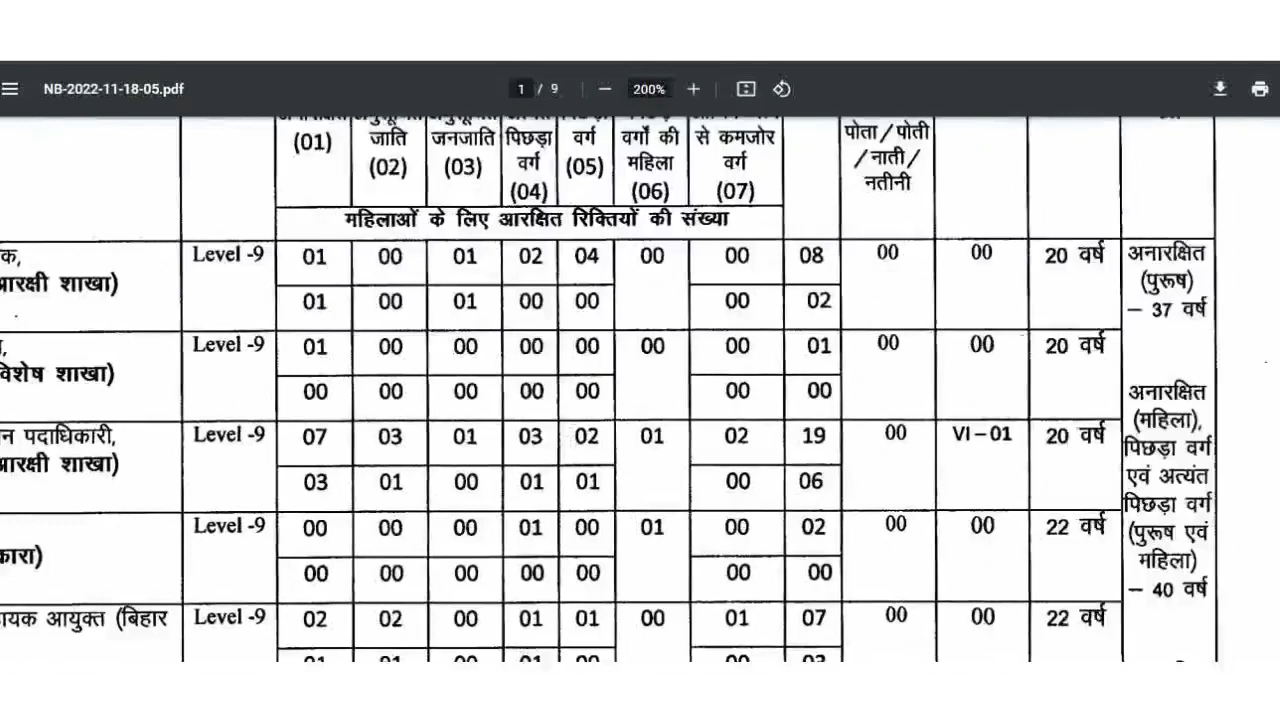 NB-2022-11-18-05.pdf 1 / 9 200%
जाति जनजाति पिछड़ा वर्ग वर्गों की से कमजोर पोता / पोती
(01) (02) (03) वर्ग (05) महिला वर्ग / नाती /
(04) (06) (07) नतीनी
महिलाओं के लिए आरक्षित रिक्तियों की संख्या
क, Level -9 01 00 01 02 04 00 00 08 00 00 20 वर्ष अनारक्षित
आरक्षी शाखा) (पुरूष)
01 00 01 00 00 00 02 – 37 वर्ष
Level -9 01 00 00 00 00 00 00 01 00 00 20 वर्ष
विशेष शाखा)
00 00 00 00 00 00 00 अनारक्षित
(महिला),
न पदाधिकारी, Level -9 07 03 01 03 02 01 02 19 00 VI – 01 20 वर्ष पिछड़ा वर्ग
आरक्षी शाखा) एवं अत्यंत
03 01 00 01 01 00 06 पिछड़ा वर्ग
Level -9 00 00 00 01 00 01 00 02 00 00 22 वर्ष (पुरूष एवं
कारा) महिला)
00 00 00 00 00 00 00 – 40 वर्ष
ायक आयुक्त (बिहार Level -9 02 02 00 01 01 00 01 07 00 00 22 वर्ष